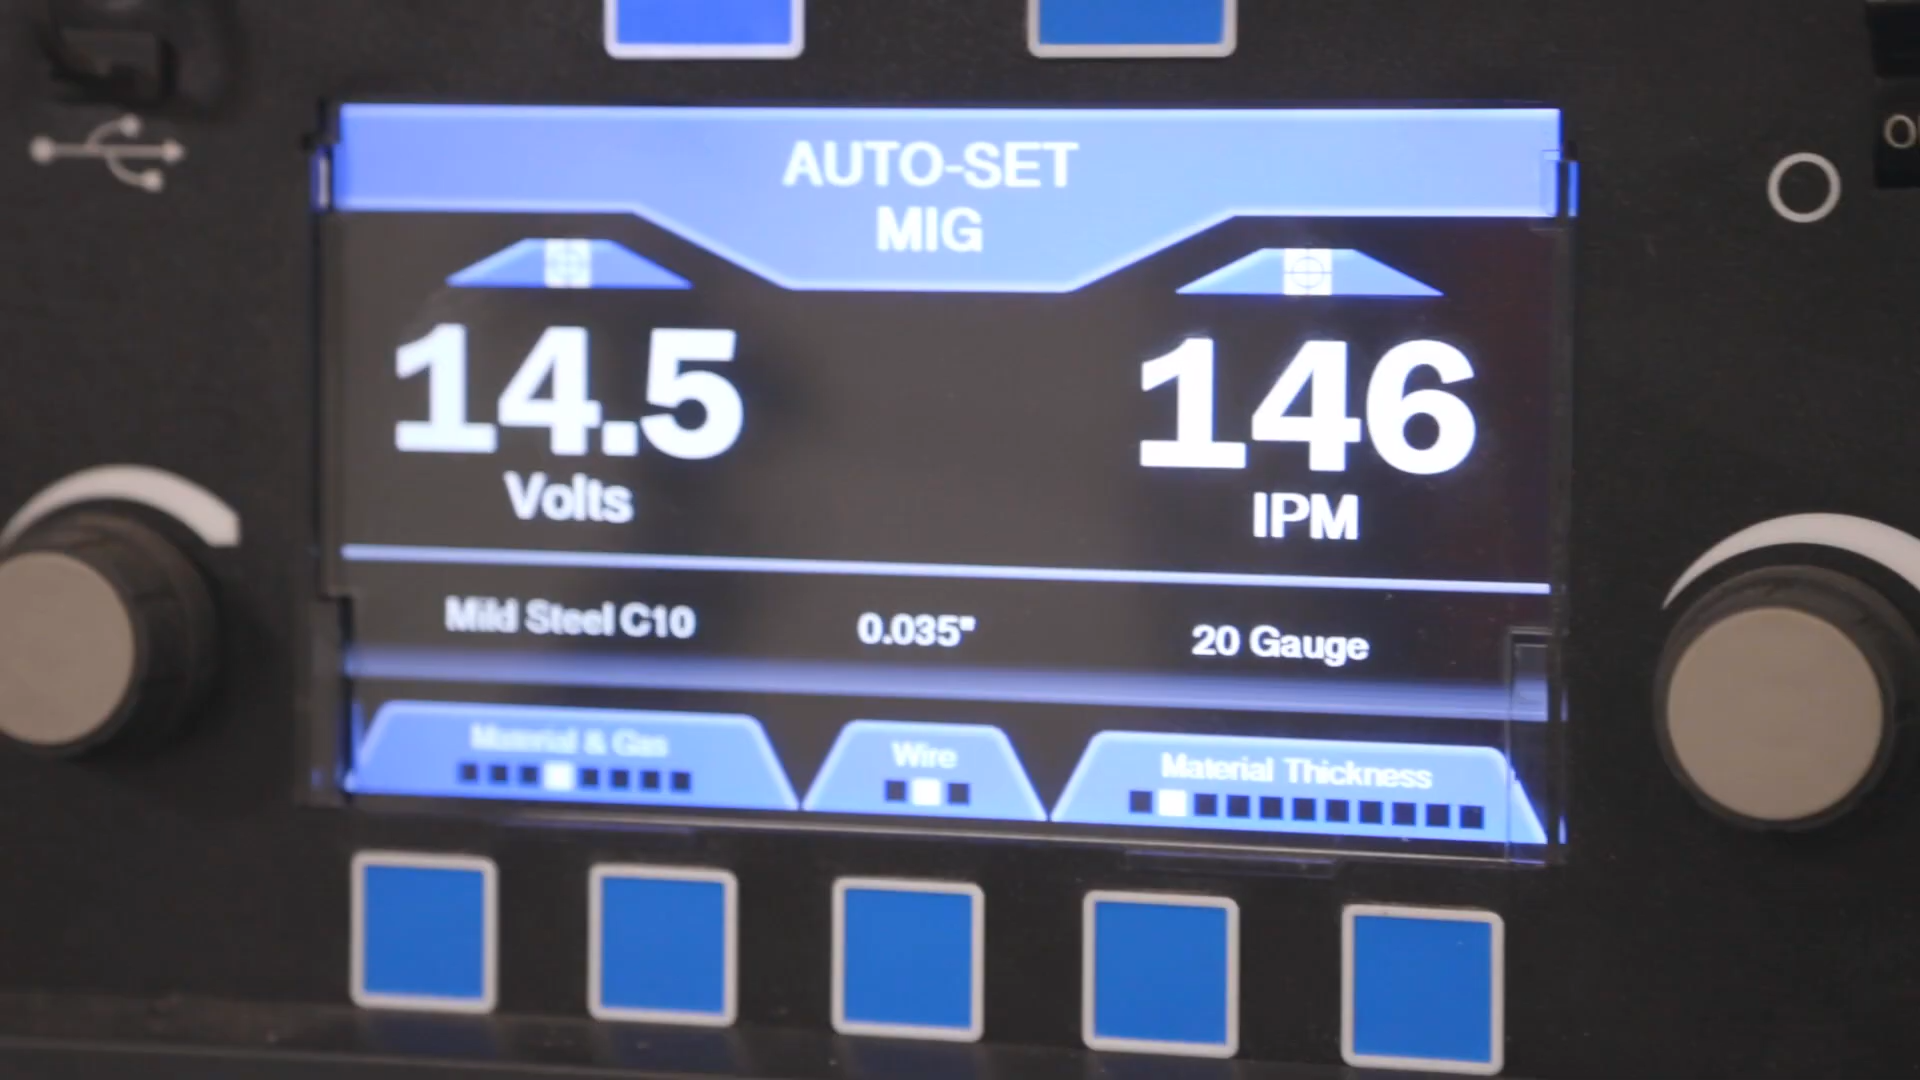 AUTO-SET
MIG
14.5
146
Volts
IPM
Mild Steel C10
0.035"
20 Gauge
Material & Gas
Wire
Material Thickness